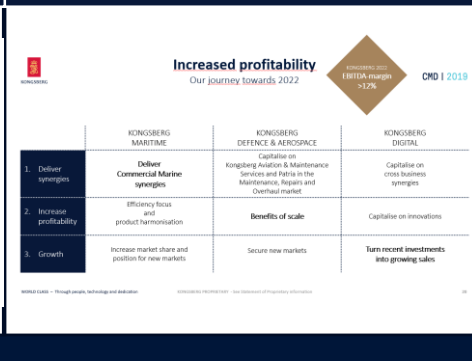 Increased profitability
Our journey towards 2022
KONGSBERG
KONGSBERG 2022
EBITDA-margin
>12%
CMD | 2019
KONGSBERG
MARITIME
KONGSBERG
DEFENCE & AEROSPACE
KONGSBERG
DIGITAL
1. Deliver
synergies
Deliver
Commercial Marine
synergies
Capitalise on
Kongsberg Aviation & Maintenance
Services and Patria in the
Maintenance, Repairs and
Overhaul market
Capitalise on
cross business
synergies
2. Increase
profitability
Efficiency focus
and
product harmonisation
Benefits of scale
Capitalise on innovations
3. Growth
Increase market share and
position for new markets
Secure new markets
Turn recent investments
into growing sales
WORLD CLASS – Through people, technology and dedication
KONGSBERG PROPRIETARY - See Statement of Proprietary information